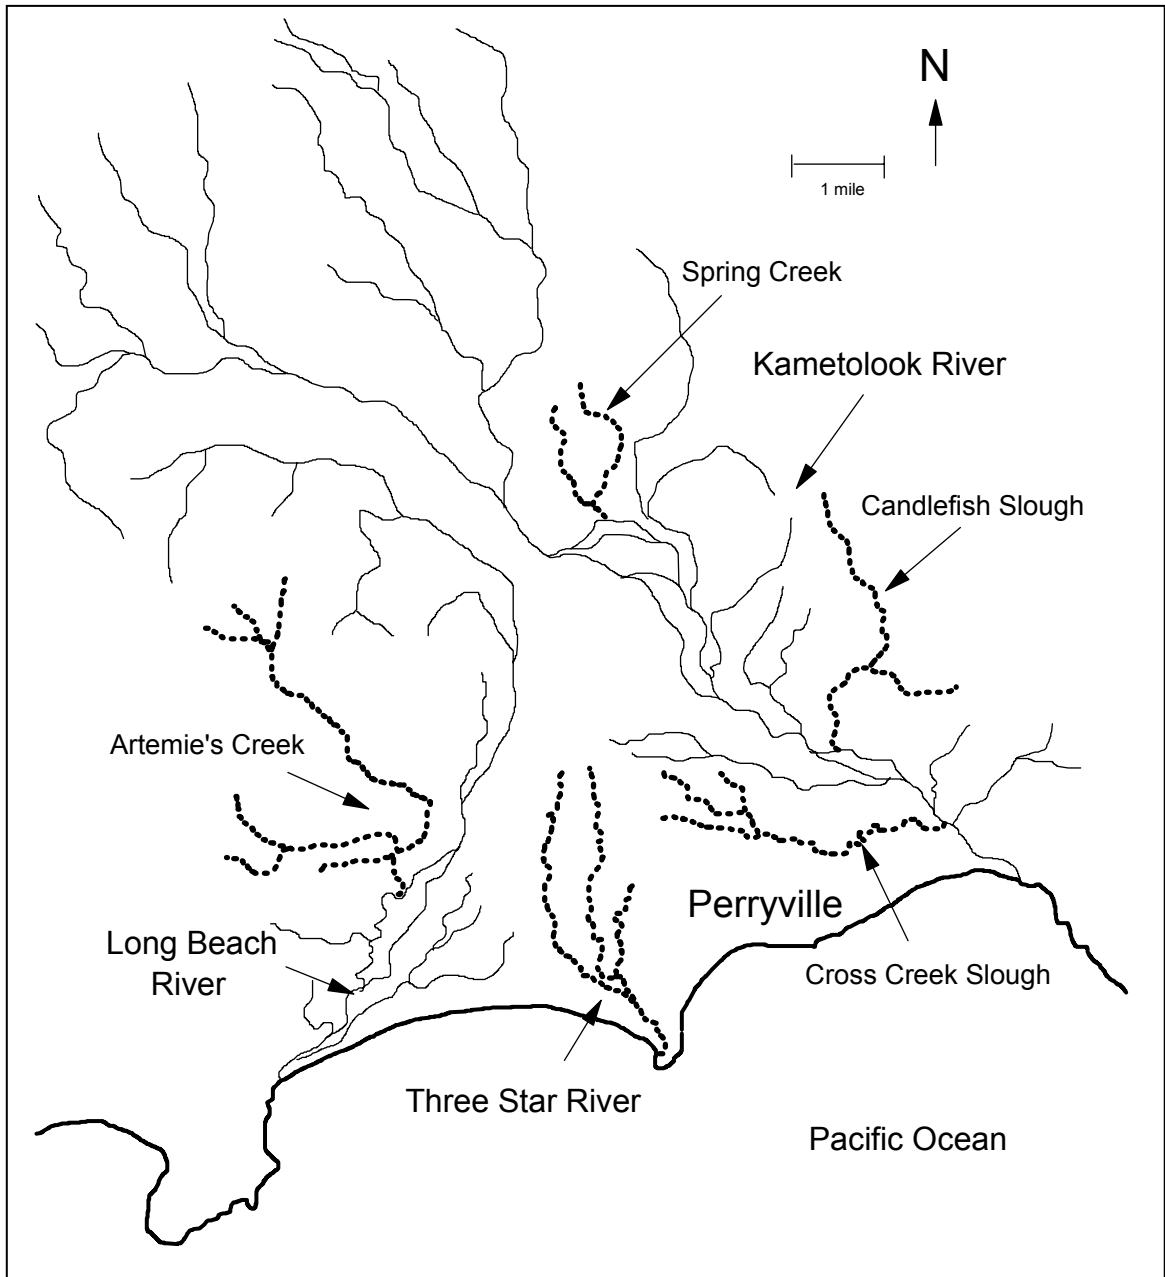 N
1 mile
Spring Creek
Kametolook River
Candlefish Slough
Artemie's Creek
Perryville
Long Beach
River
Cross Creek Slough
Three Star River
Pacific Ocean